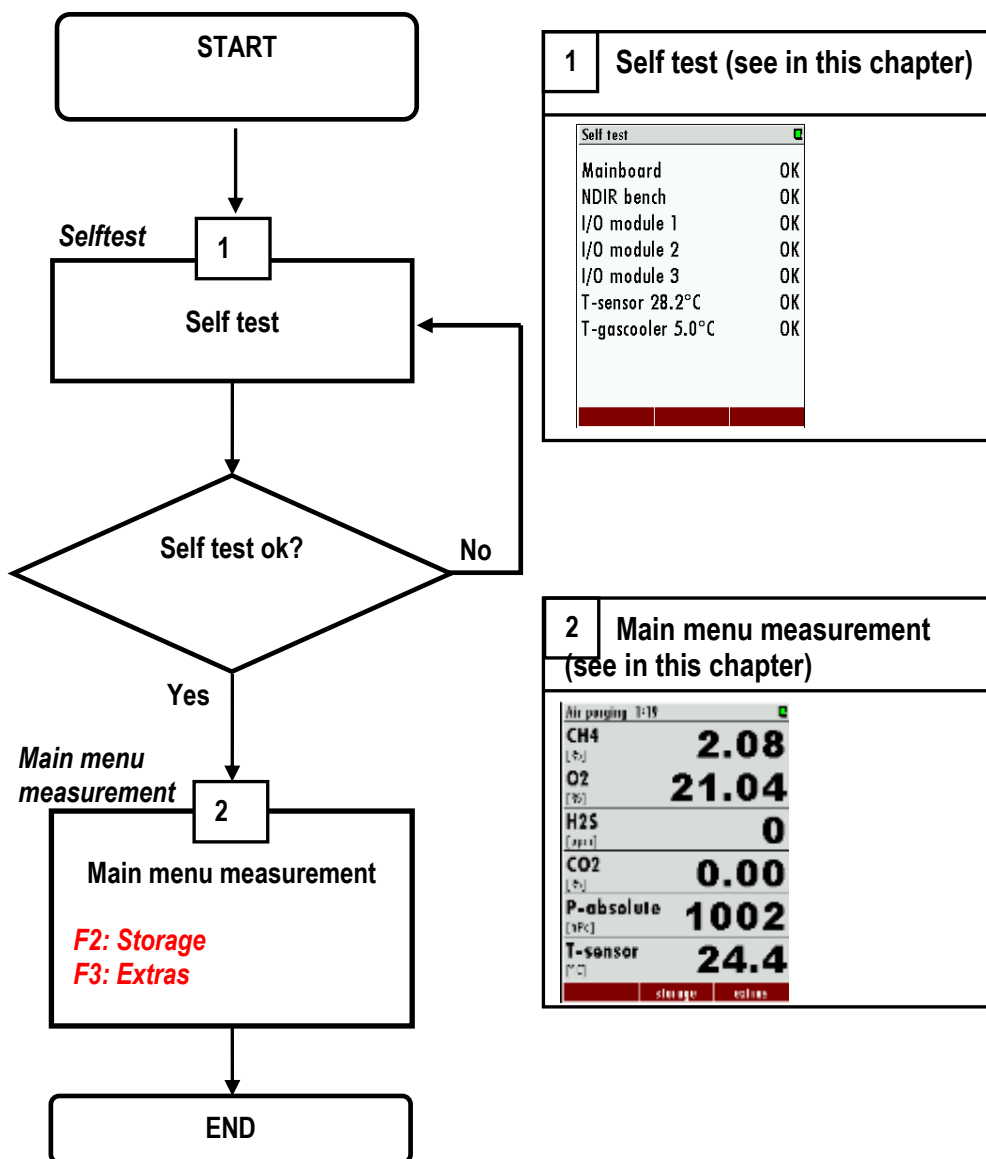 START
Selftest
1
Self test
Self test ok?
No
Yes
Main menu
measurement
2
Main menu measurement
F2: Storage
F3: Extras
END
1 Self test (see in this chapter)
Self test
Mainboard OK
NDIR bench OK
I/O module 1 OK
I/O module 2 OK
I/O module 3 OK
T-sensor 28.2°C OK
T-gascooler 5.0°C OK
2 Main menu measurement
(see in this chapter)
Air purging 1:19
CH4 2.08
O2 21.04
H2S 0
[ppm]
CO2 0.00
P-absolute 1002
[hPa]
T-sensor 24.4
[°C]
storage extras